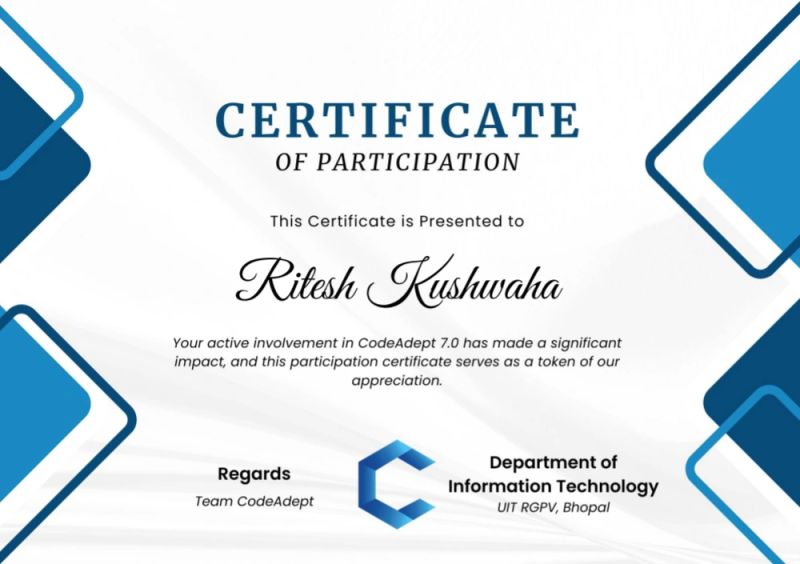 CERTIFICATE
OF PARTICIPATION
This Certificate is Presented to
Ritesh Kushwaha
Your active involvement in CodeAdept 7.0 has made a significant
impact, and this participation certificate serves as a token of our
appreciation.
Regards
Team CodeAdept
Department of
Information Technology
UIT RGPV, Bhopal